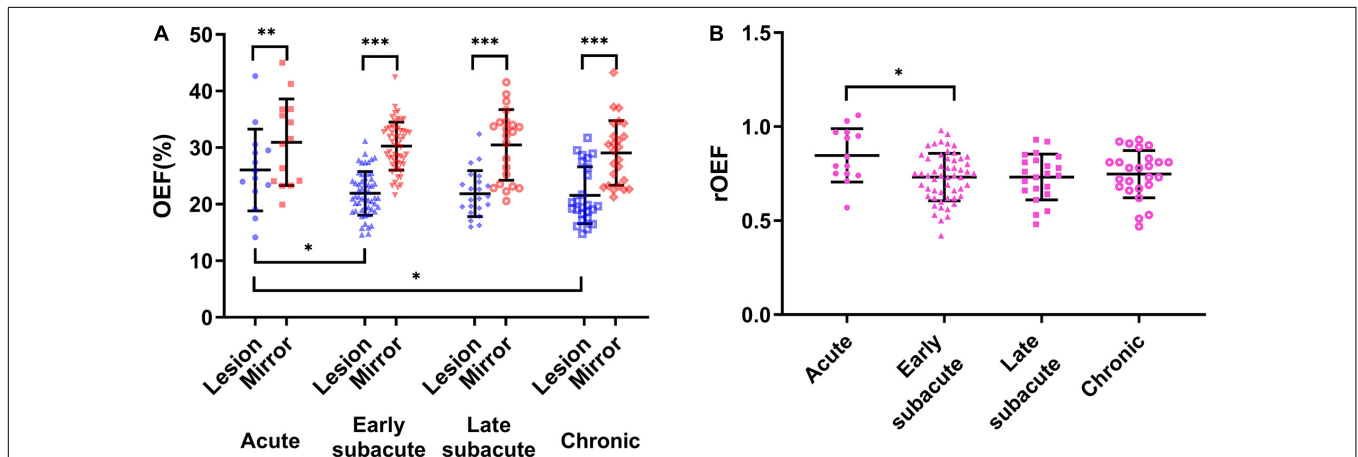 A
50
40
30
20
10
0
OEF(%)
**
***
***
***
*
*
Lesion
Mirror
Lesion
Mirror
Lesion
Mirror
Lesion
Mirror
Acute
Early
subacute
Late
subacute
Chronic
B
1.5
1.0
0.5
0.0
rOEF
*
Acute
Early
subacute
Late
subacute
Chronic